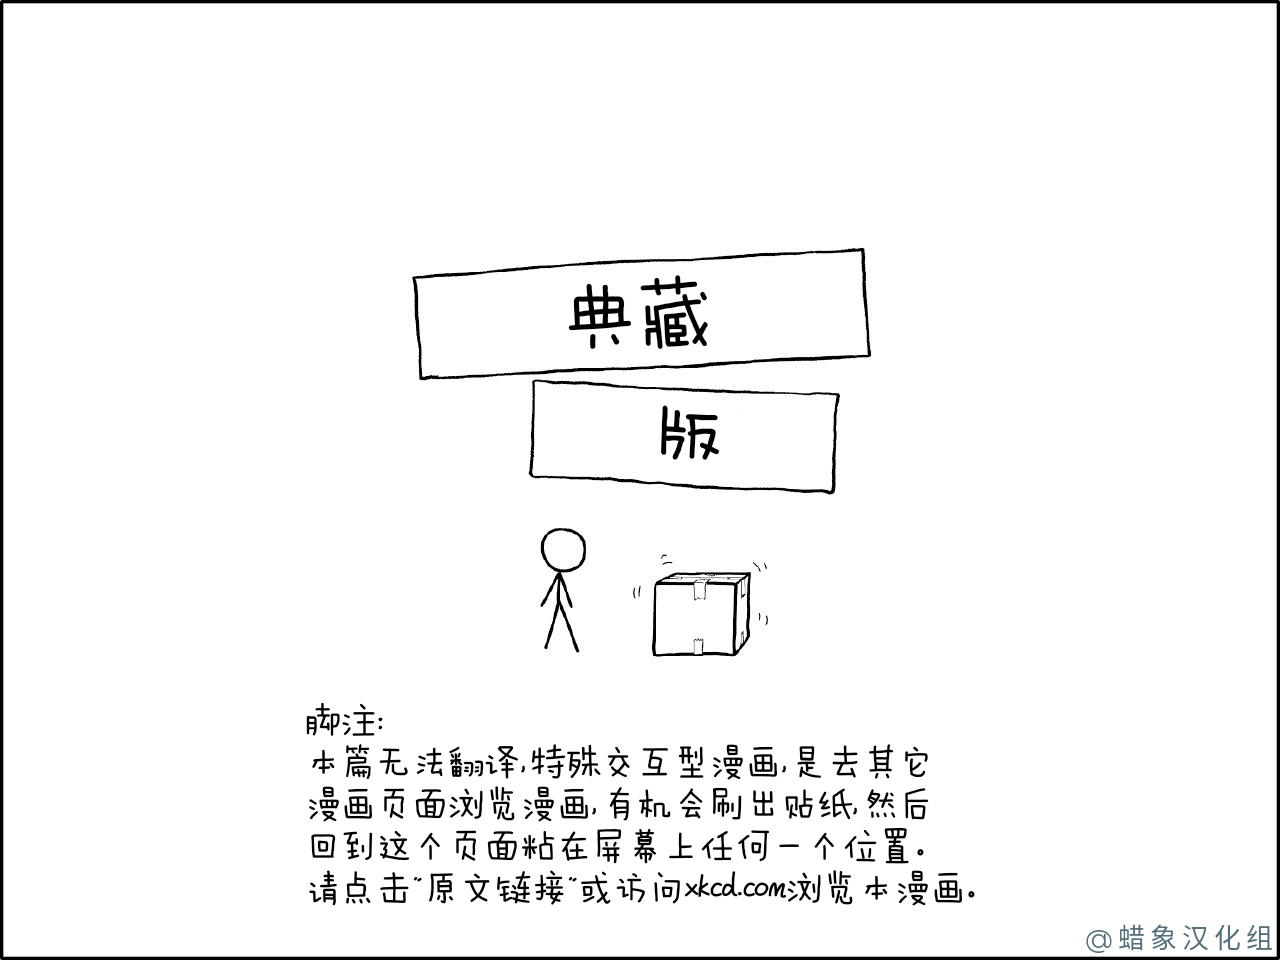 典藏
版
脚注:
本篇无法翻译,特殊交互型漫画,是去其它
漫画页面浏览漫画,有机会刷出贴纸,然后
回到这个页面粘在屏幕上任何一个位置。
请点击"原文链接"或访问xkcd.com浏览本漫画。
@蜡象汉化组